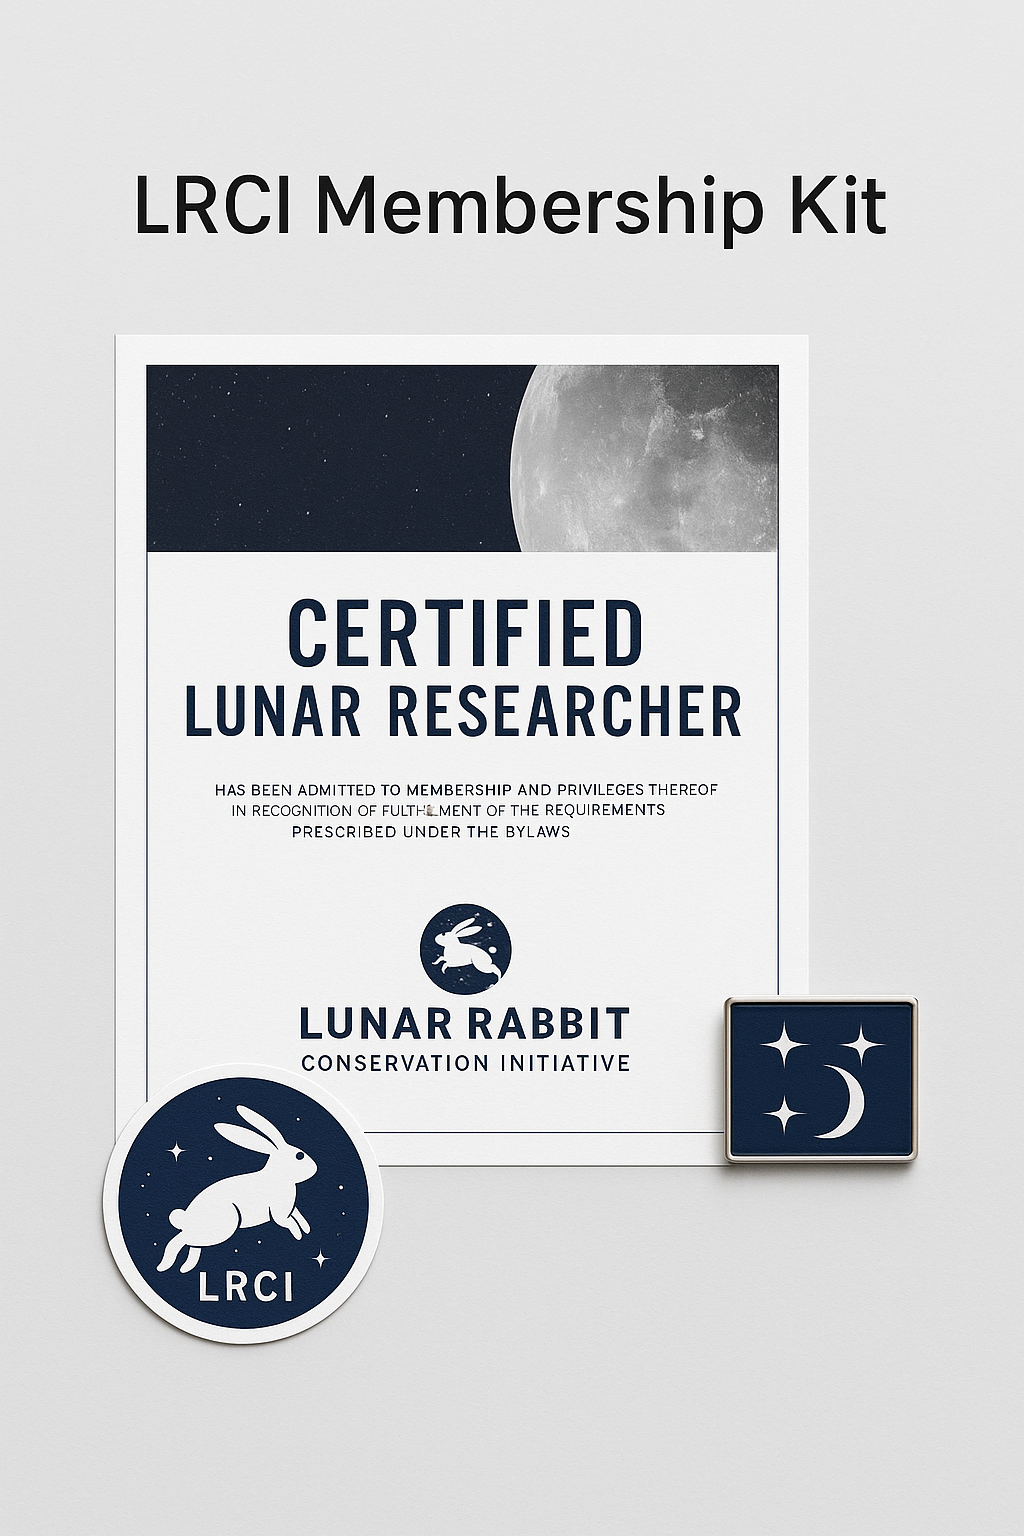 LRCI Membership Kit
CERTIFIED
LUNAR RESEARCHER
HAS BEEN ADMITTED TO MEMBERSHIP AND PRIVILEGES THEREOF
IN RECOGNITION OF OF THE REQUIREMENTS
PRESCRIBED UNDER THE BYLAWS
LUNAR RABBIT
CONSERVATION INITIATIVE
LRCI